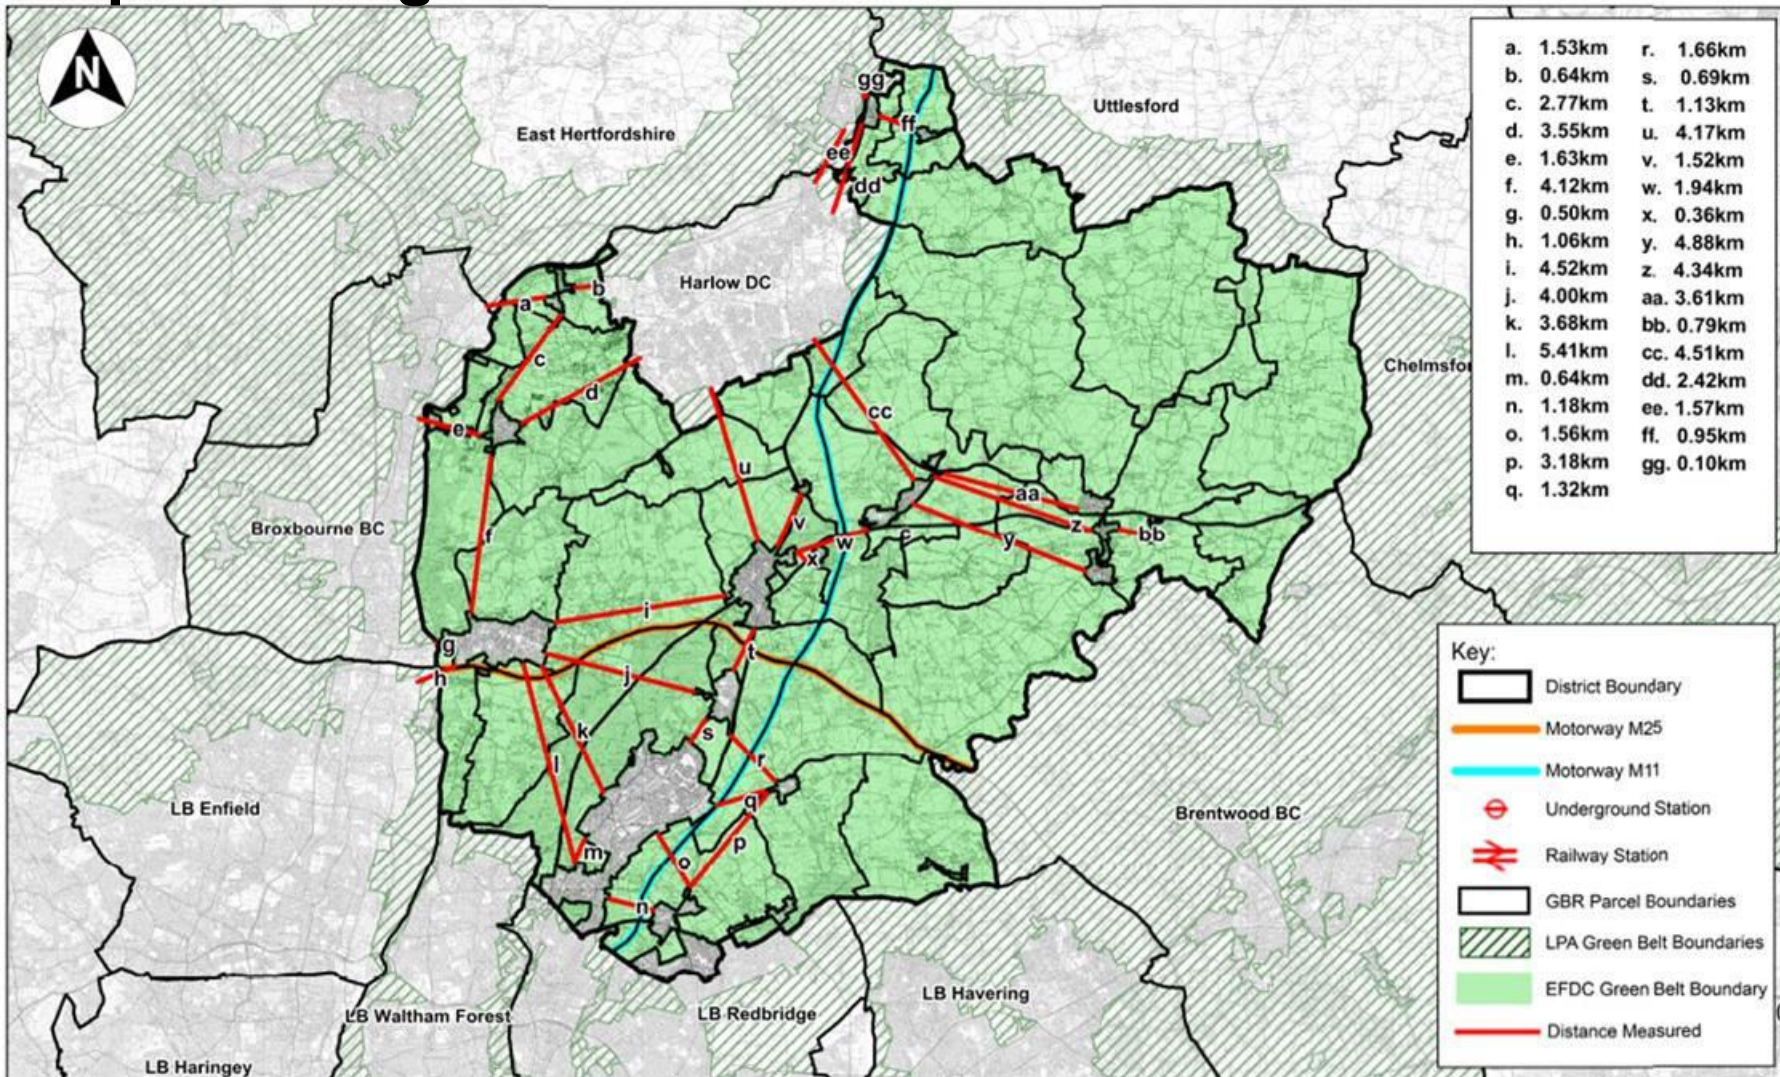 N
East Hertfordshire
Uttlesford
Harlow DC
Chelmsfor
Broxbourne BC
LB Enfield
Brentwood BC
LB Waltham Forest
LB Redbridge
LB Havering
LB Haringey
gg
ff
ee
dd
a
b
c
d
e
cc
u
v
aa
z
bb
f
w
c
y
x
i
g
h
t
j
k
s
l
r
q
m
o
p
n
a. 1.53km
b. 0.64km
c. 2.77km
d. 3.55km
e. 1.63km
f. 4.12km
g. 0.50km
h. 1.06km
i. 4.52km
j. 4.00km
k. 3.68km
l. 5.41km
m. 0.64km
n. 1.18km
o. 1.56km
p. 3.18km
q. 1.32km
r. 1.66km
s. 0.69km
t. 1.13km
u. 4.17km
v. 1.52km
w. 1.94km
x. 0.36km
y. 4.88km
z. 4.34km
aa. 3.61km
bb. 0.79km
cc. 4.51km
dd. 2.42km
ee. 1.57km
ff. 0.95km
gg. 0.10km
Key:
District Boundary
Motorway M25
Motorway M11
Underground Station
Railway Station
GBR Parcel Boundaries
LPA Green Belt Boundaries
EFDC Green Belt Boundary
Distance Measured